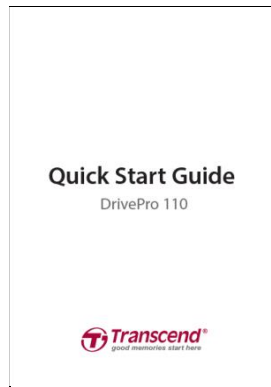 Quick Start Guide
DrivePro 110
Transcend®
good memories start here